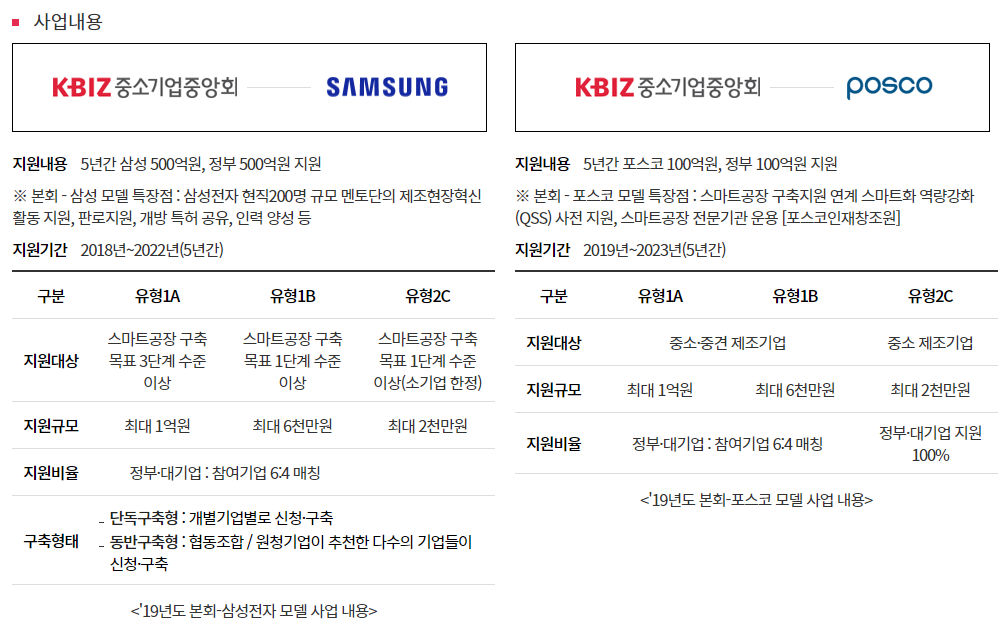 사업내용
KBIZ중소기업중앙회 SAMSUNG
지원내용 5년간 삼성 500억원, 정부 500억원 지원
※ 본회 - 삼성 모델 특장점 : 삼성전자 현직200명 규모 멘토단의 제조현장혁신
활동 지원, 판로지원, 개방 특허 공유, 인력 양성 등
지원기간 2018년~2022년(5년간)
구분 유형1A 유형1B 유형2C
지원대상
스마트공장 구축 스마트공장 구축 스마트공장 구축
목표 3단계 수준 목표 1단계 수준 목표 1단계 수준
이상 이상 이상(소기업 한정)
지원규모 최대 1억원 최대 6천만원 최대 2천만원
지원비율 정부·대기업 : 참여기업 6:4 매칭
구축형태
- 단독구축형 : 개별기업별로 신청·구축
- 동반구축형 : 협동조합 / 원청기업이 추천한 다수의 기업들이
신청·구축
<'19년도 본회-삼성전자 모델 사업 내용>
KBIZ중소기업중앙회 posco
지원내용 5년간 포스코 100억원, 정부 100억원 지원
※ 본회 - 포스코 모델 특장점 : 스마트공장 구축지원 연계 스마트화 역량강화
(QSS) 사전 지원, 스마트공장 전문기관 운용 [포스코인재창조원]
지원기간 2019년~2023년(5년간)
구분 유형1A 유형1B 유형2C
지원대상 중소·중견 제조기업 중소 제조기업
지원규모 최대 1억원 최대 6천만원 최대 2천만원
지원비율 정부·대기업 : 참여기업 6:4 매칭 정부·대기업 지원
100%
<'19년도 본회-포스코 모델 사업 내용>